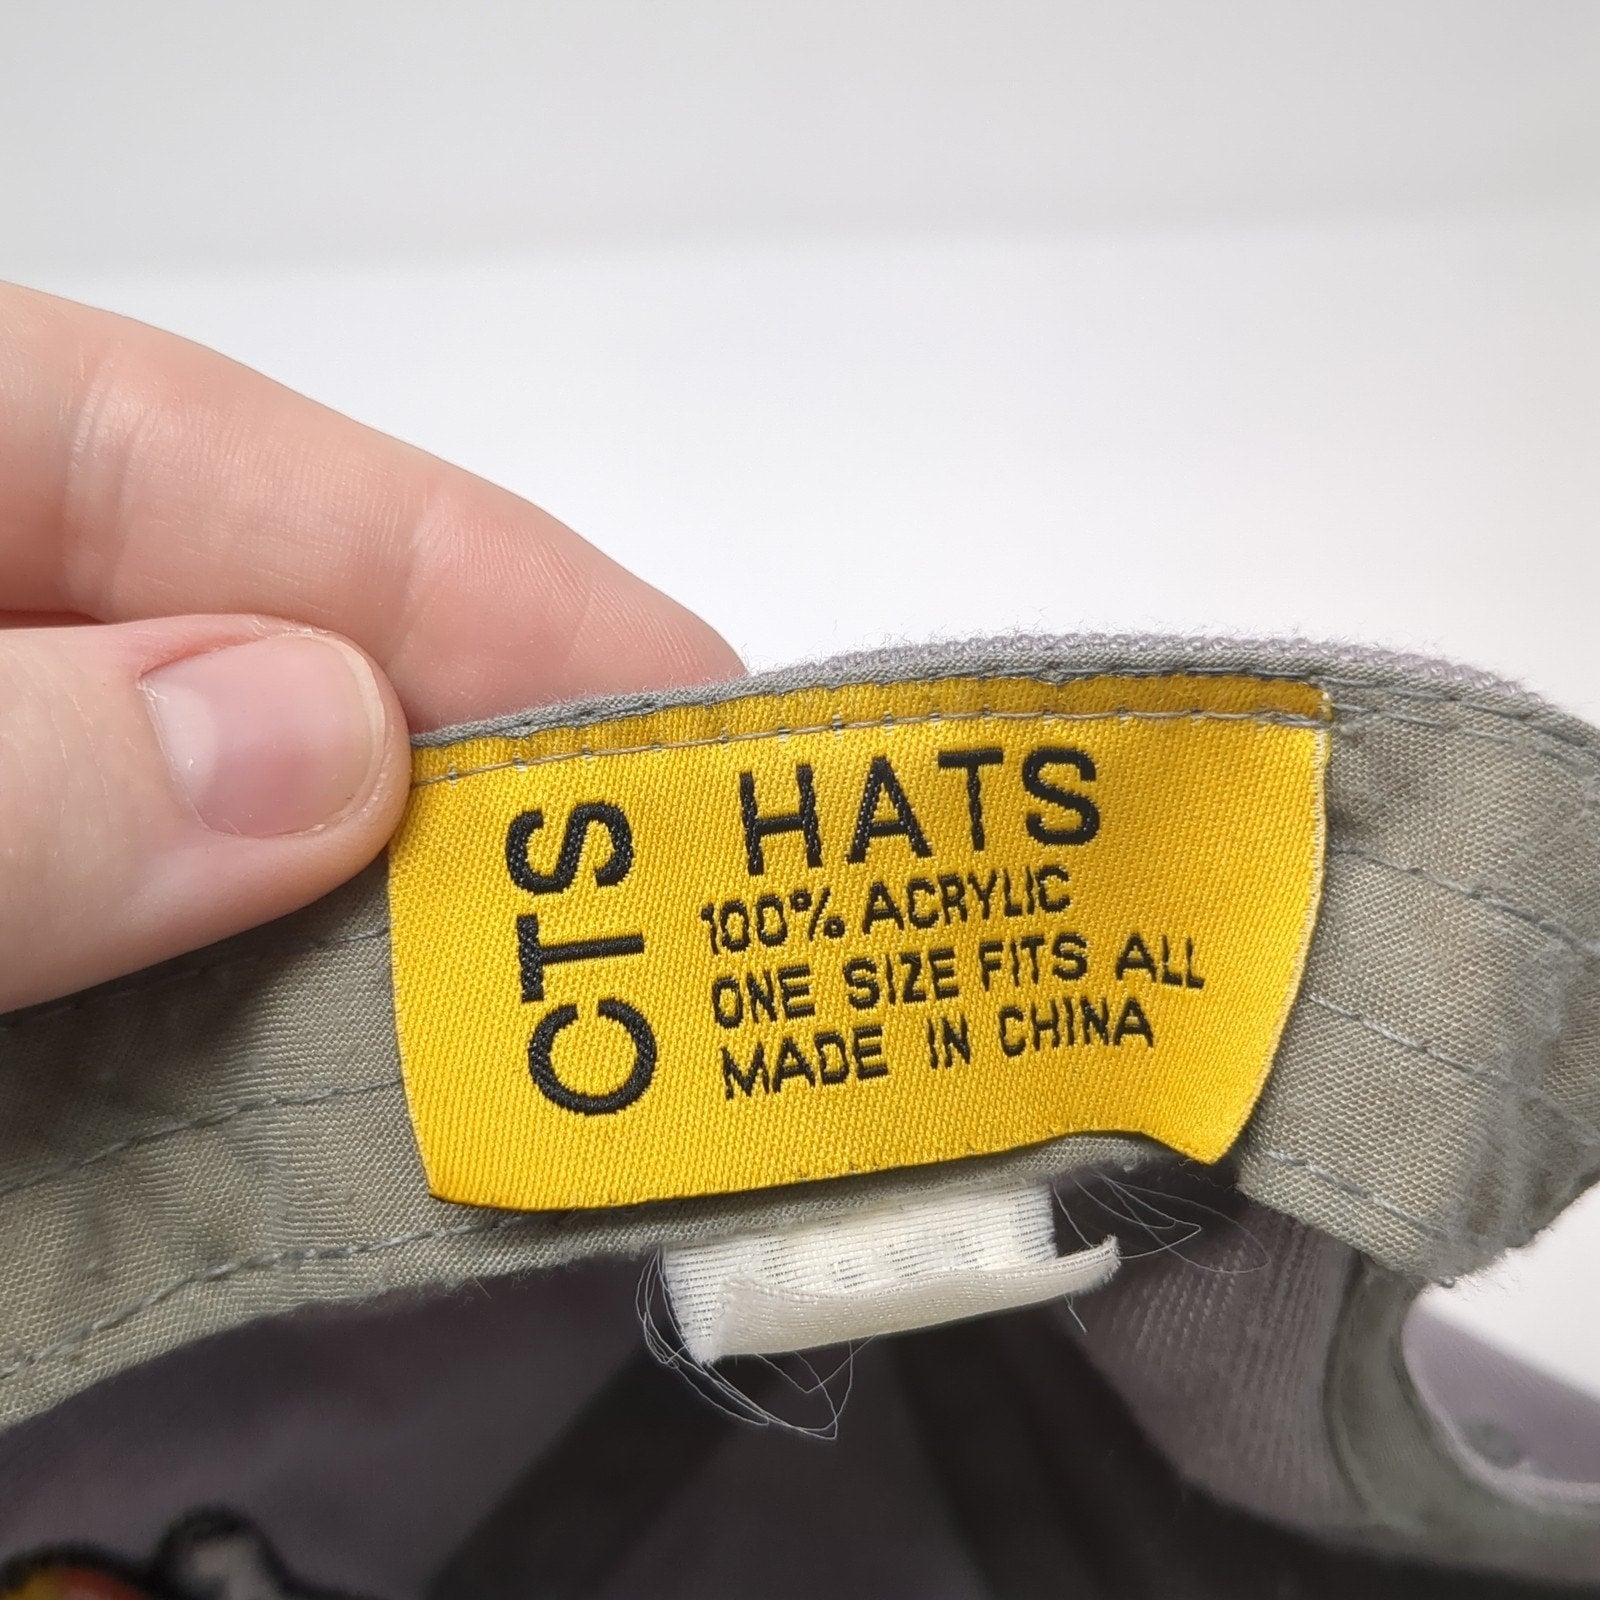 CTS
HATS
100% ACRYLIC
ONE SIZE FITS ALL
MADE IN CHINA